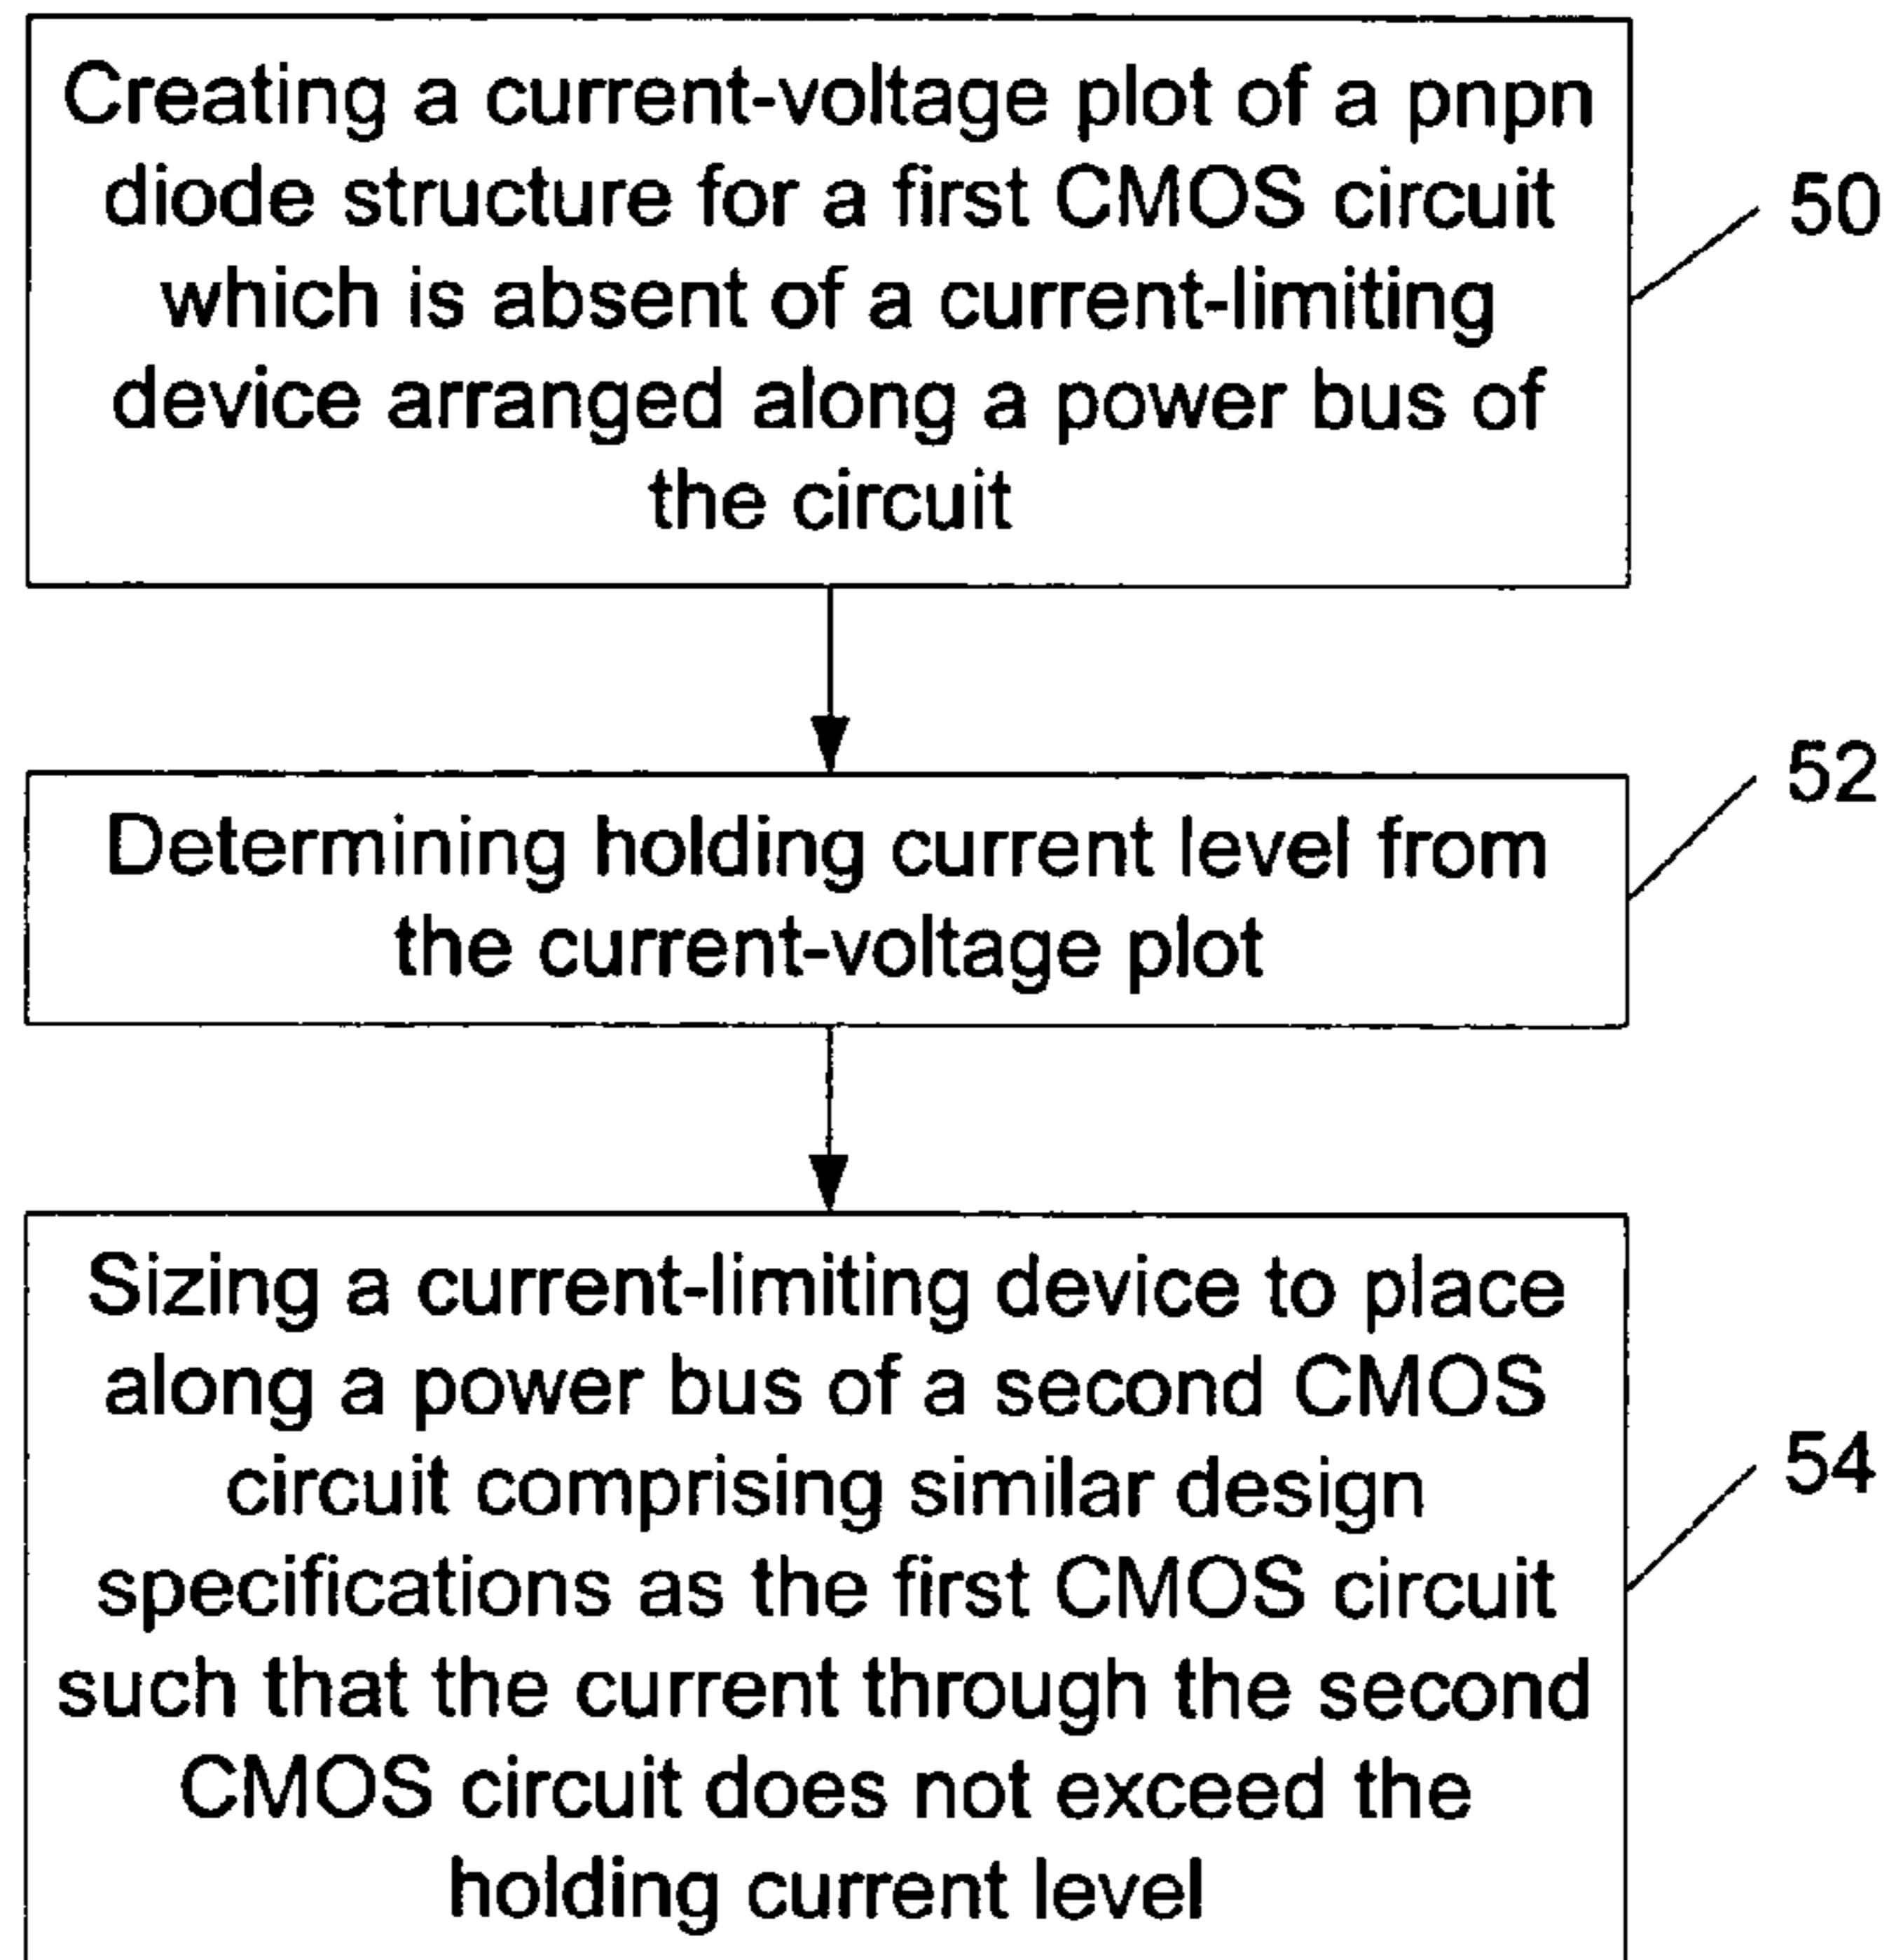 Creating a current-voltage plot of a pnpn
diode structure for a first CMOS circuit
which is absent of a current-limiting
device arranged along a power bus of
the circuit
50
Determining holding current level from
the current-voltage plot
52
Sizing a current-limiting device to place
along a power bus of a second CMOS
circuit comprising similar design
specifications as the first CMOS circuit
such that the current through the second
CMOS circuit does not exceed the
holding current level
54